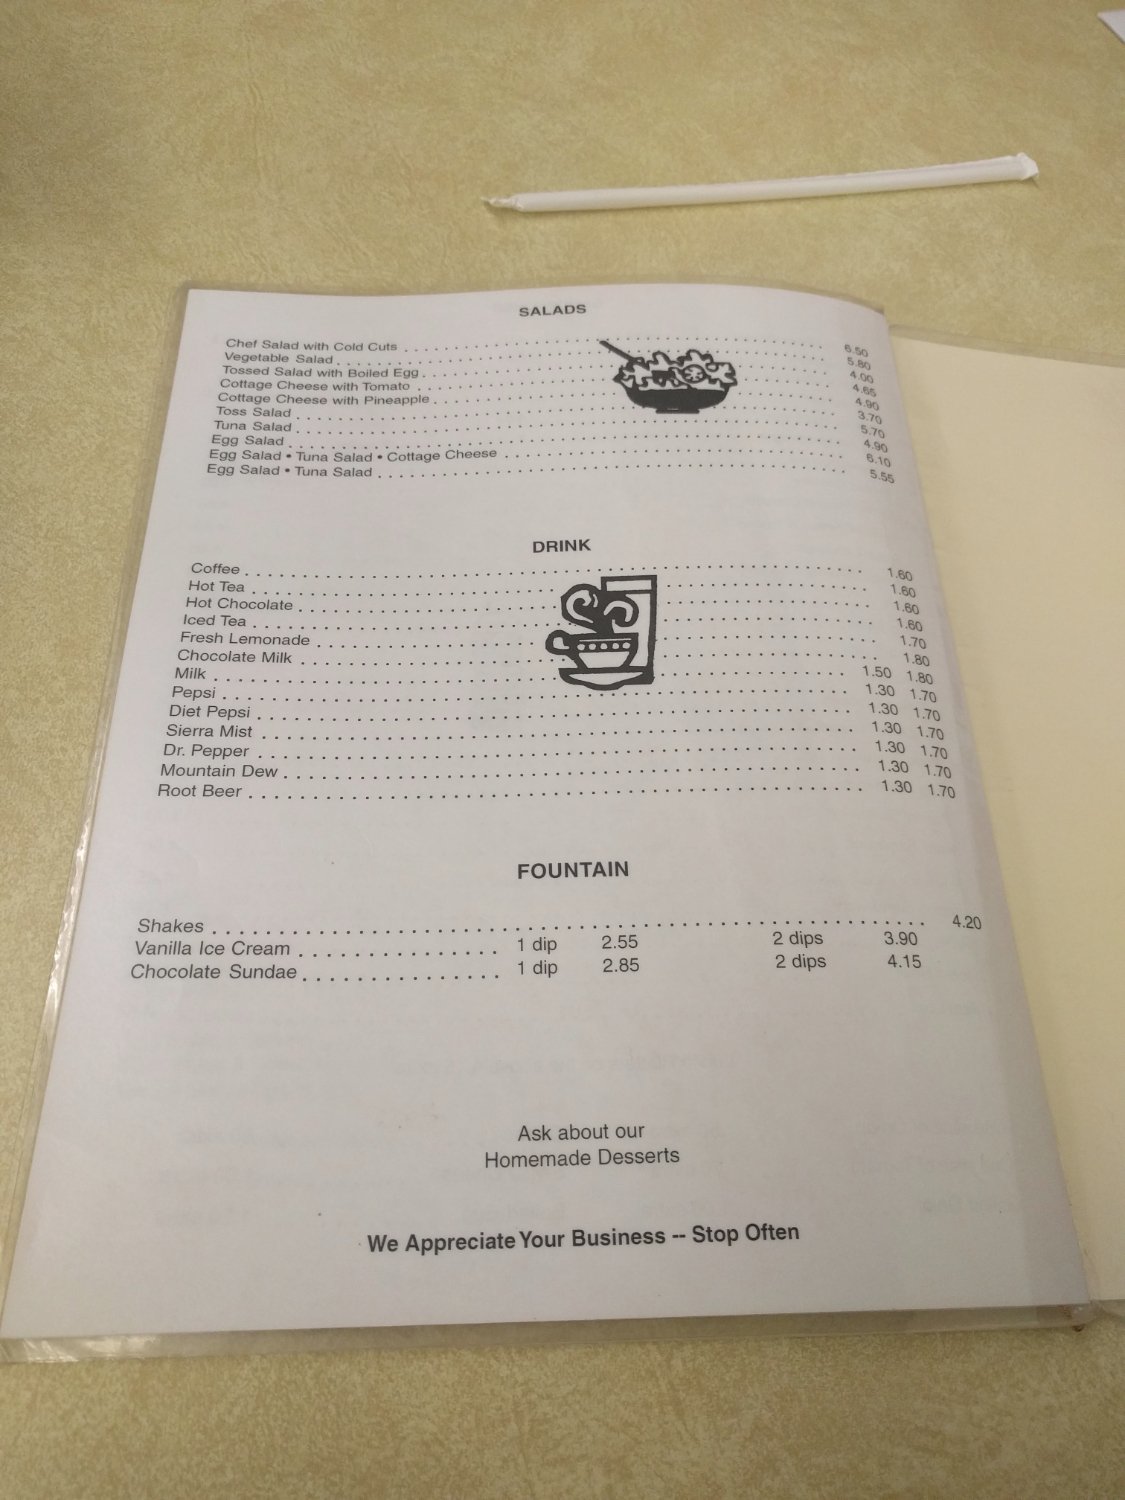 SALADS
Chef Salad with Cold Cuts 6.50
Vegetable Salad 5.80
Tossed Salad with Boiled Egg 4.00
Cottage Cheese with Tomato 4.65
Cottage Cheese with Pineapple 4.90
Toss Salad 3.70
Tuna Salad 5.70
Egg Salad 4.90
Egg Salad • Tuna Salad • Cottage Cheese 6.10
Egg Salad • Tuna Salad 5.55
DRINK
Coffee 1.60
Hot Tea 1.60
Hot Chocolate 1.60
Iced Tea 1.60
Fresh Lemonade 1.70
Chocolate Milk 1.80
Milk 1.50 1.80
Pepsi 1.30 1.70
Diet Pepsi 1.30 1.70
Sierra Mist 1.30 1.70
Dr. Pepper 1.30 1.70
Mountain Dew 1.30 1.70
Root Beer 1.30 1.70
FOUNTAIN
Shakes 4.20
Vanilla Ice Cream 1 dip 2.55 2 dips 3.90
Chocolate Sundae 1 dip 2.85 2 dips 4.15
Ask about our
Homemade Desserts
We Appreciate Your Business -- Stop Often